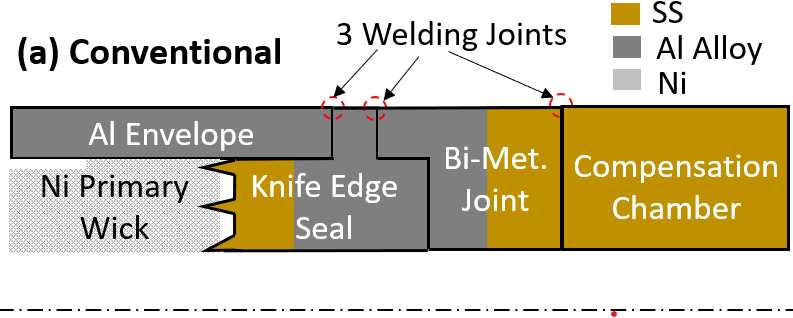 (a) Conventional
3 Welding Joints
SS
Al Alloy
Ni
Al Envelope
Ni Primary
Wick
Knife Edge
Seal
Bi-Met.
Joint
Compensation
Chamber